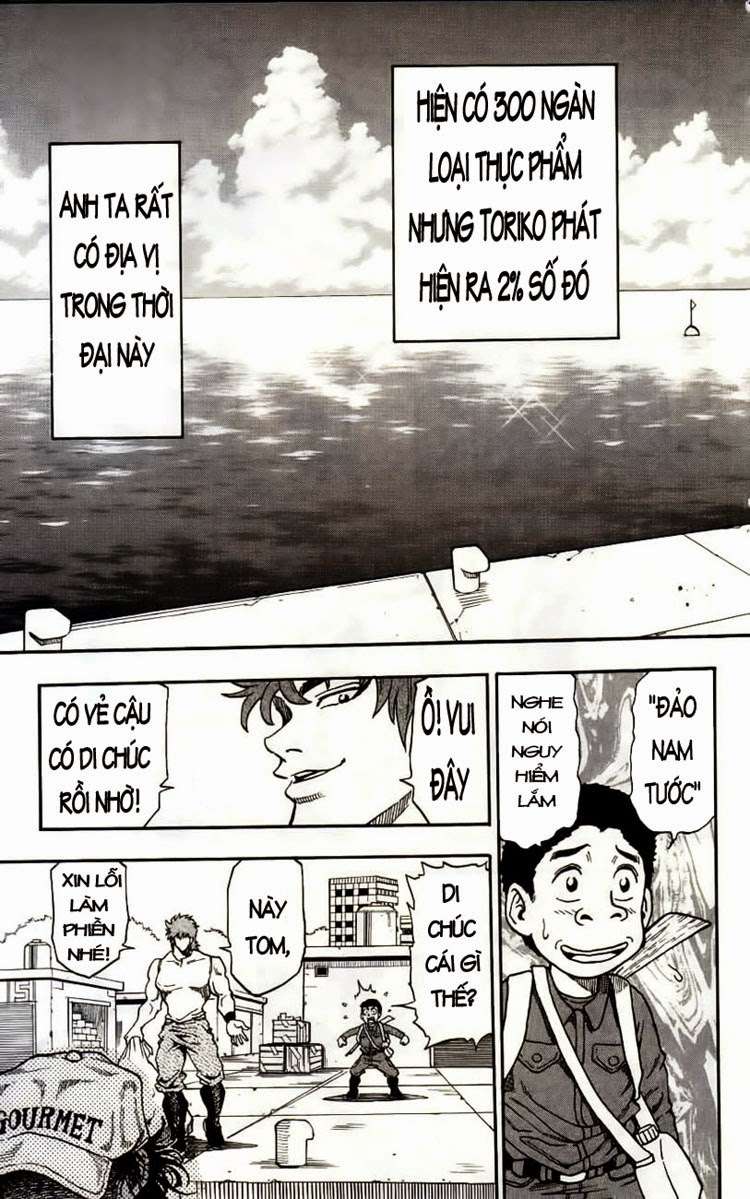 HIỆN CÓ 300 NGÀN
LOẠI THỰC PHẨM
NHƯNG TORIKO PHÁT
HIỆN RA 2% SỐ ĐÓ
ANH TA RẤT
CÓ ĐỊA VỊ
TRONG THỜI
ĐẠI NÀY
"ĐẢO
NAM
TƯỚC"
NGHE
NÓI
NGUY
HIỂM
LẮM
Ồ! VUI
ĐÂY
CÓ VẺ CẬU
CÓ DI CHÚC
RỒI NHỜ!
DI
CHÚC
CÁI GÌ
THẾ?
NÀY
TOM,
XIN LỖI
LÀM
PHIỀN
NHÉ!
15
GOURMET